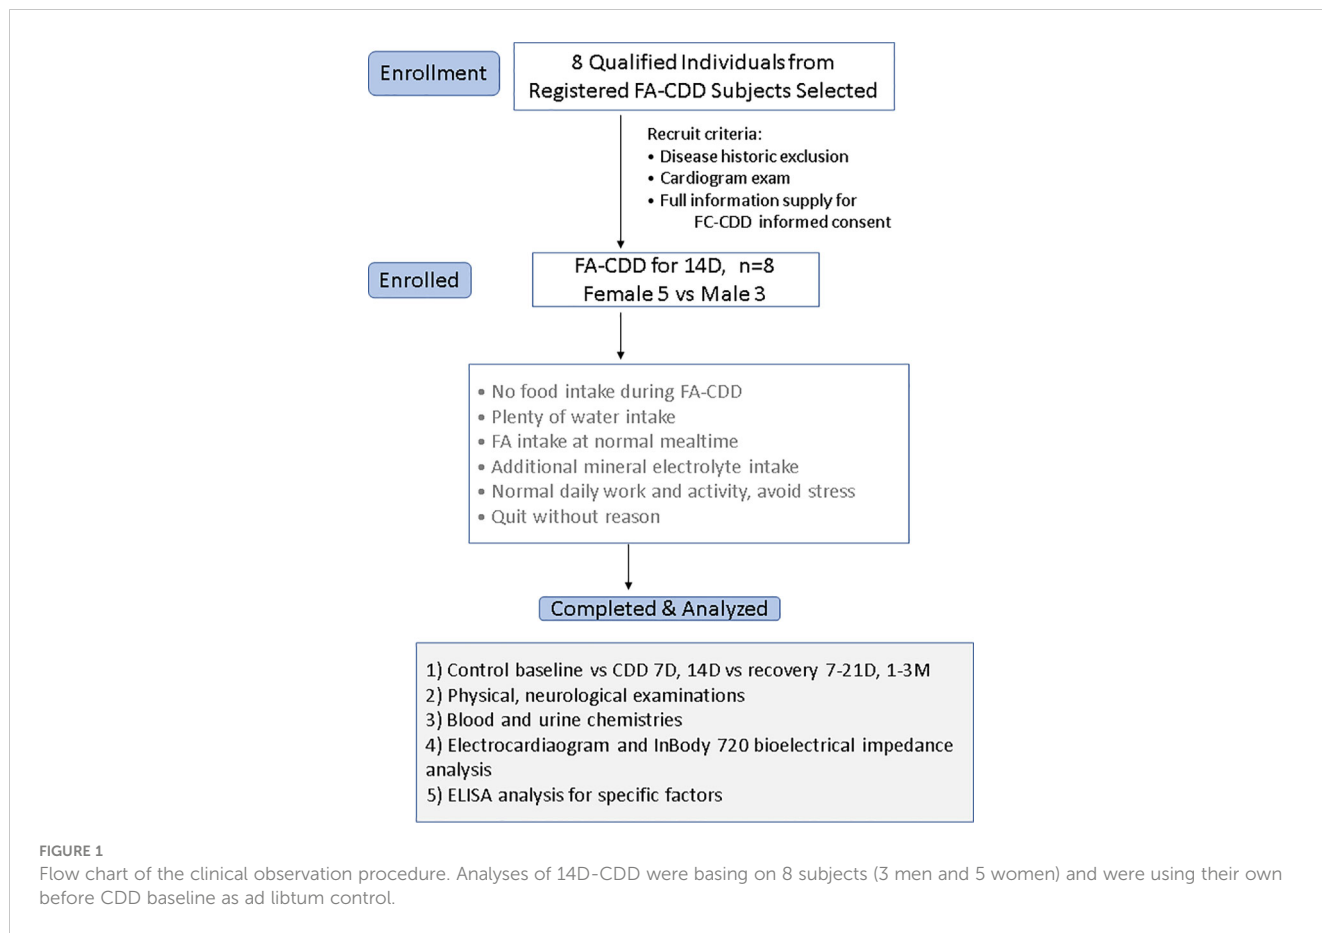 Enrollment
8 Qualified Individuals from
Registered FA-CDD Subjects Selected
Recruit criteria:
• Disease historic exclusion
• Cardiogram exam
• Full information supply for
FC-CDD informed consent
Enrolled
FA-CDD for 14D, n=8
Female 5 vs Male 3
• No food intake during FA-CDD
• Plenty of water intake
• FA intake at normal mealtime
• Additional mineral electrolyte intake
• Normal daily work and activity, avoid stress
• Quit without reason
Completed & Analyzed
1) Control baseline vs CDD 7D, 14D vs recovery 7-21D, 1-3M
2) Physical, neurological examinations
3) Blood and urine chemistries
4) Electrocardiaogram and InBody 720 bioelectrical impedance
analysis
5) ELISA analysis for specific factors
FIGURE 1
Flow chart of the clinical observation procedure. Analyses of 14D-CDD were basing on 8 subjects (3 men and 5 women) and were using their own
before CDD baseline as ad libtum control.